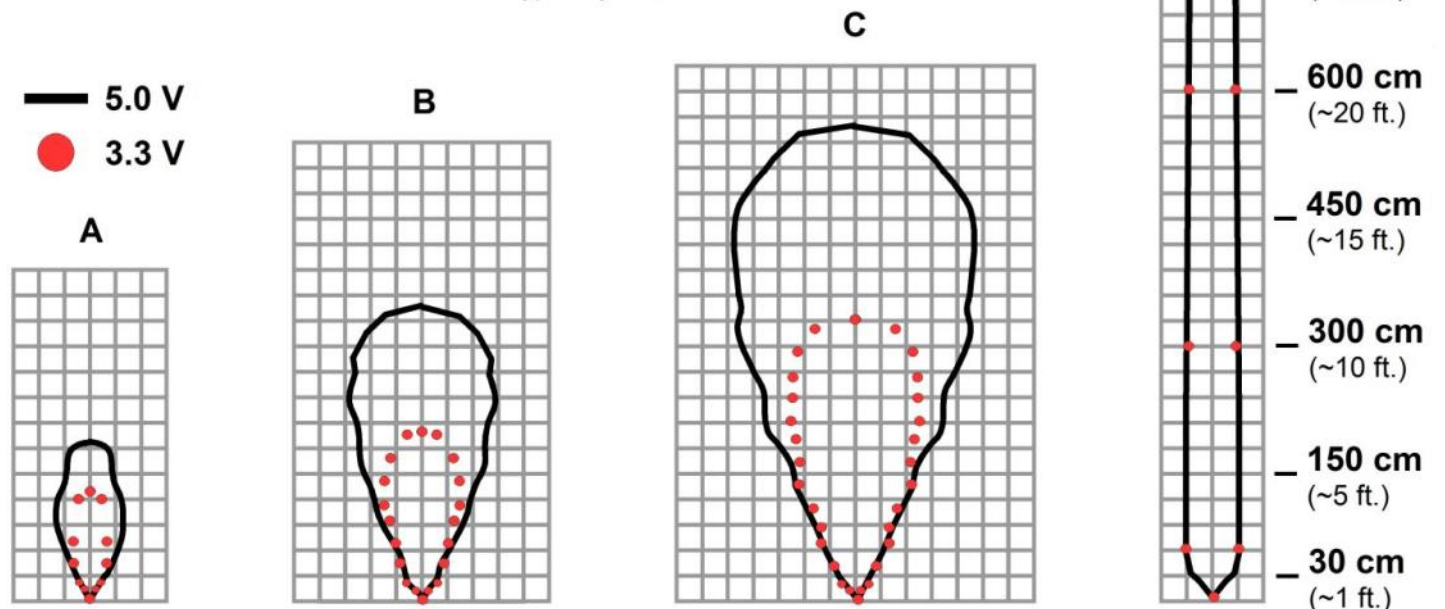 C
B
5.0 V
3.3 V
A
600 cm
(~20 ft.)
450 cm
(~15 ft.)
300 cm
(~10 ft.)
150 cm
(~5 ft.)
30 cm
(~1 ft.)